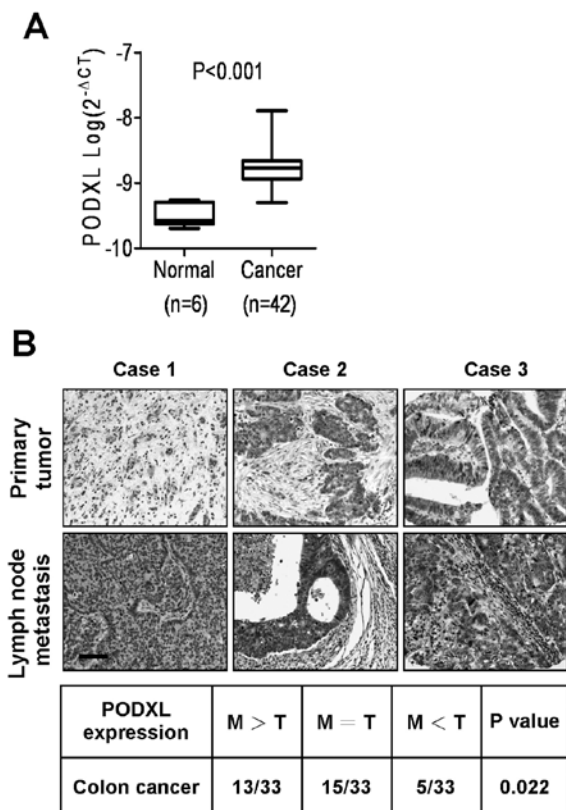 A
-7
P<0.001
-8
-9
-10
PODXL Log(2^-ΔCT)
Normal Cancer
(n=6) (n=42)
B
Case 1 Case 2 Case 3
Primary
tumor
Lymph node
metastasis
PODXL
expression M > T M = T M < T P value
Colon cancer 13/33 15/33 5/33 0.022